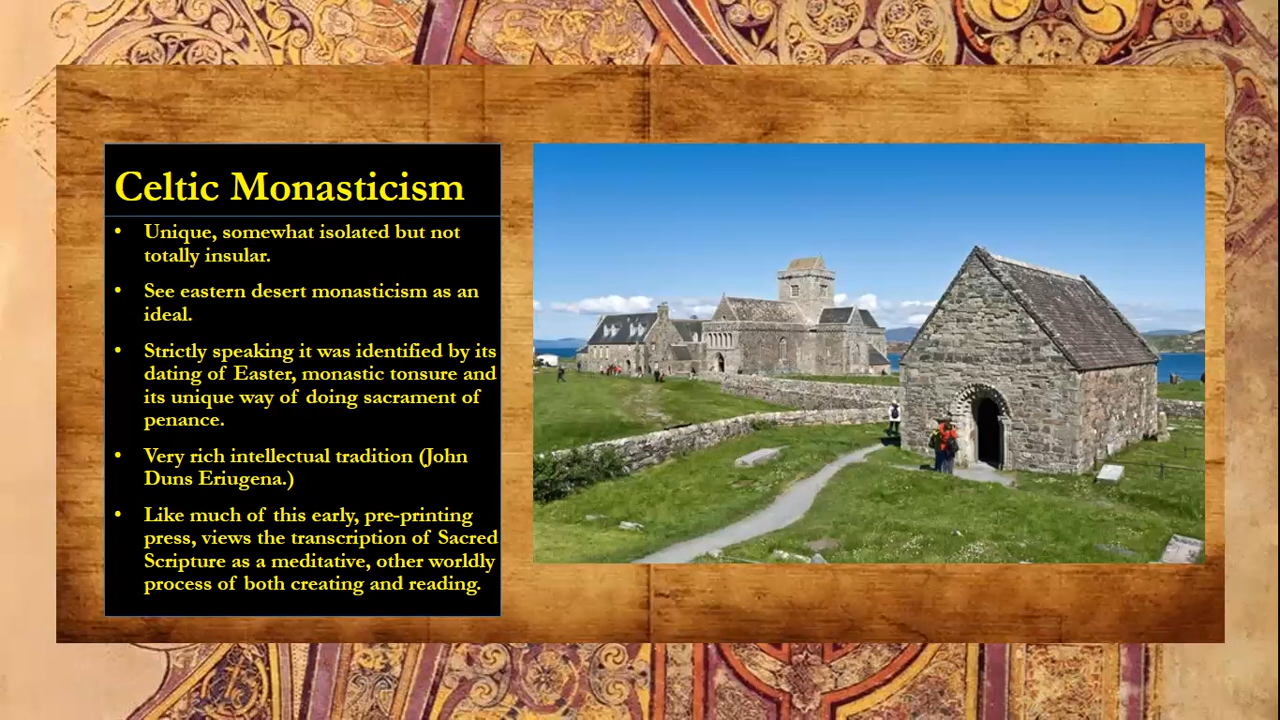 Celtic Monasticism
• Unique, somewhat isolated but not
totally insular.
• See eastern desert monasticism as an
ideal.
• Strictly speaking it was identified by its
dating of Easter, monastic tonsure and
its unique way of doing sacrament of
penance.
• Very rich intellectual tradition (John
Duns Eriugena.)
• Like much of this early, pre-printing
press, views the transcription of Sacred
Scripture as a meditative, other worldly
process of both creating and reading.